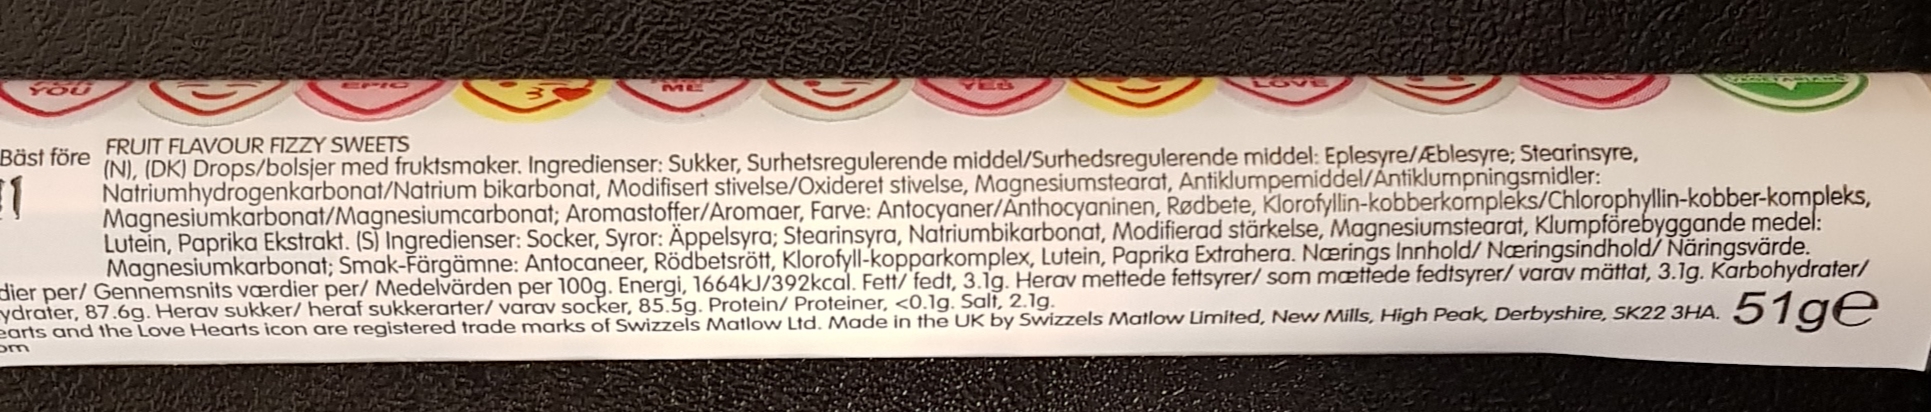 YOU
EPIC
ME
YES
LOVE
Bäst före
FRUIT FLAVOUR FIZZY SWEETS
(N), (DK) Drops/bolsjer med fruktsmaker. Ingredienser: Sukker, Surhetsregulerende middel/Surhedsregulerende middel: Eplesyre/Æblesyre; Stearinsyre,
Natriumhydrogenkarbonat/Natrium bikarbonat, Modifisert stivelse/Oxideret stivelse, Magnesiumstearat, Antiklumpemiddel/Antiklumpningsmidler:
Magnesiumkarbonat/Magnesiumcarbonat; Aromastoffer/Aromaer, Farve: Antocyaner/Anthocyaninen, Rødbete, Klorofyllin-kobberkompleks/Chlorophyllin-kobber-kompleks,
Lutein, Paprika Ekstrakt. (S) Ingredienser: Socker, Syror: Äppelsyra; Stearinsyra, Natriumbikarbonat, Modifierad stärkelse, Magnesiumstearat, Klumpförebyggande medel:
Magnesiumkarbonat; Smak-Färgämne: Antocaneer, Rödbetsrött, Klorofyll-kopparkomplex, Lutein, Paprika Extrahera. Nærings Innhold/ Næringsindhold/ Näringsvärde.
dier per/ Gennemsnits værdier per/ Medelvärden per 100g. Energi, 1664kJ/392kcal. Fett/ fedt, 3.1g. Herav mettede fettsyrer/ som mættede fedtsyrer/ varav mättat, 3.1g. Karbohydrater/
ydrater, 87.6g. Herav sukker/ heraf sukkerarter/ varav socker, 85.5g. Protein/ Proteiner, <0.1g. Salt, 2.1g.
earts and the Love Hearts icon are registered trade marks of Swizzels Matlow Ltd. Made in the UK by Swizzels Matlow Limited, New Mills, High Peak, Derbyshire, SK22 3HA. 51g℮
om